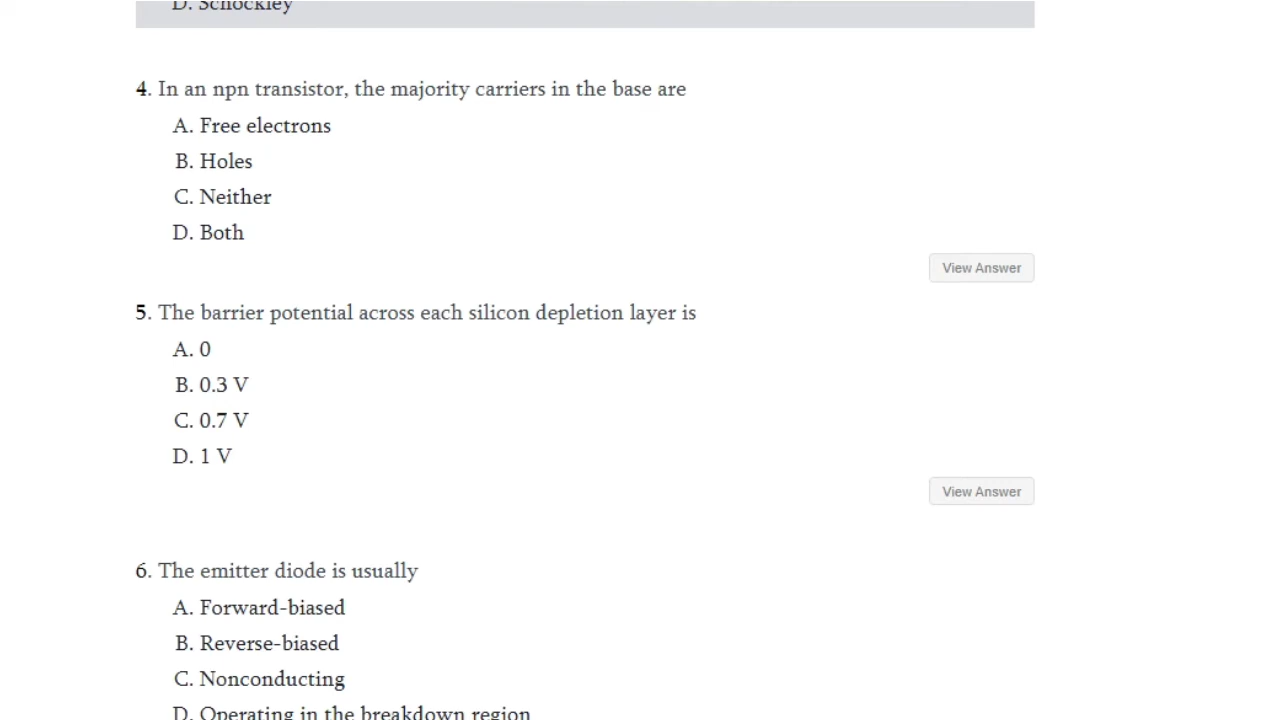 D. Schockley
4. In an npn transistor, the majority carriers in the base are
A. Free electrons
B. Holes
C. Neither
D. Both
View Answer
5. The barrier potential across each silicon depletion layer is
A. 0
B. 0.3 V
C. 0.7 V
D. 1 V
View Answer
6. The emitter diode is usually
A. Forward-biased
B. Reverse-biased
C. Nonconducting
D. Operating in the breakdown region